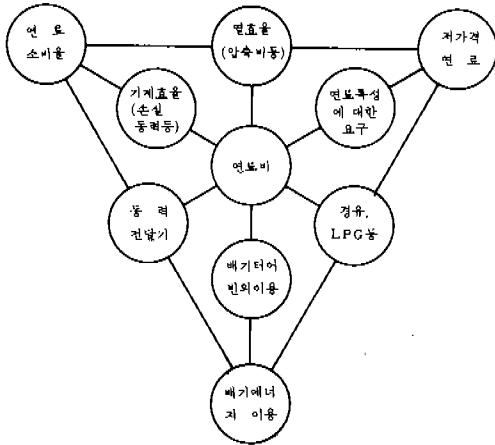 연 료
소비율
열효율
(압축비등)
저가격
연 료
기계효율
(손실
동력등)
연료특성
에 대한
요구
연료비
동 력
전달기
경유,
LPG등
배기터어
빈의이용
배기에너
지 이용